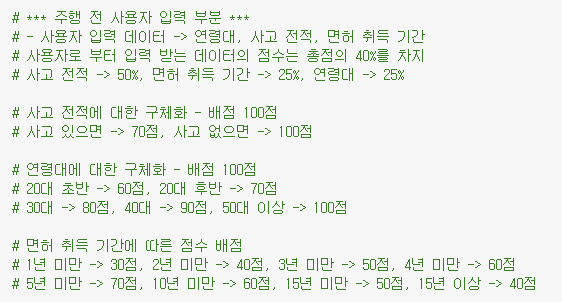 # *** 주행 전 사용자 입력 부분 ***
# - 사용자 입력 데이터 -> 연령대, 사고 전적, 면허 취득 기간
# 사용자로 부터 입력 받는 데이터의 점수는 총점의 40%를 차지
# 사고 전적 -> 50%, 면허 취득 기간 -> 25%, 연령대 -> 25%
# 사고 전적에 대한 구체화 - 배점 100점
# 사고 있으면 -> 70점, 사고 없으면 -> 100점
# 연령대에 대한 구체화 - 배점 100점
# 20대 초반 -> 60점, 20대 후반 -> 70점
# 30대 -> 80점, 40대 -> 90점, 50대 이상 -> 100점
# 면허 취득 기간에 따른 점수 배점
# 1년 미만 -> 30점, 2년 미만 -> 40점, 3년 미만 -> 50점, 4년 미만 -> 60점
# 5년 미만 -> 70점, 10년 미만 -> 60점, 15년 미만 -> 50점, 15년 이상 -> 40점